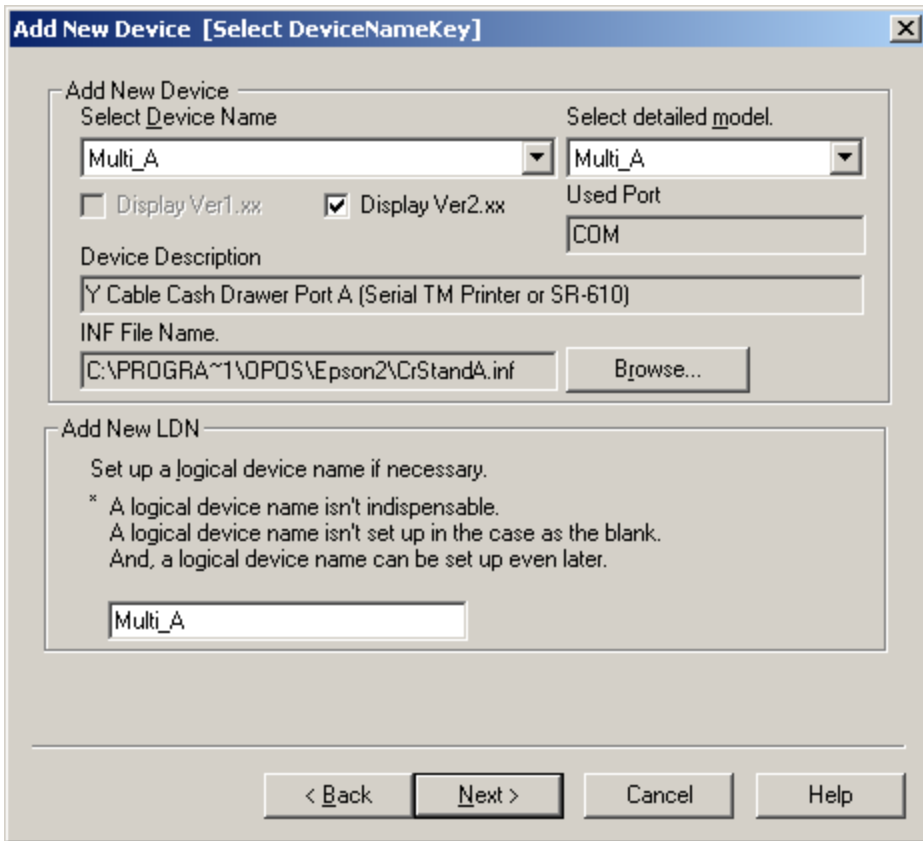 Add New Device [Select DeviceNameKey]
Add New Device
Select Device Name
Select detailed model.
Multi_A
Multi_A
Display Ver1.xx
Display Ver2.xx
Used Port
COM
Device Description
Y Cable Cash Drawer Port A (Serial TM Printer or SR-610)
INF File Name.
C:\PROGRA~1\OPOS\Epson2\CrStandA.inf
Browse...
Add New LDN
Set up a logical device name if necessary.
* A logical device name isn't indispensable.
A logical device name isn't set up in the case as the blank.
And, a logical device name can be set up even later.
Multi_A
< Back
Next >
Cancel
Help